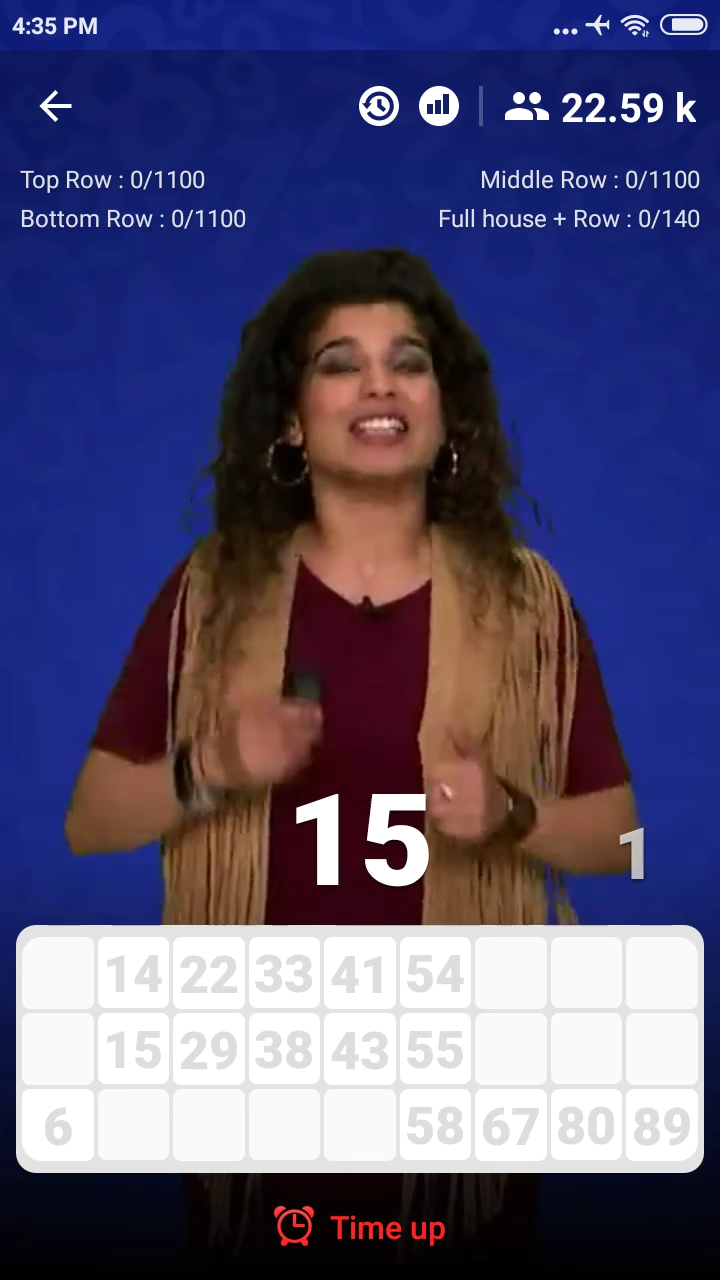 4:35 PM
22.59 k
Top Row : 0/1100 Middle Row : 0/1100
Bottom Row : 0/1100 Full house + Row : 0/140
15 1
14 22 33 41 54
15 29 38 43 55
6 58 67 80 89
Time up